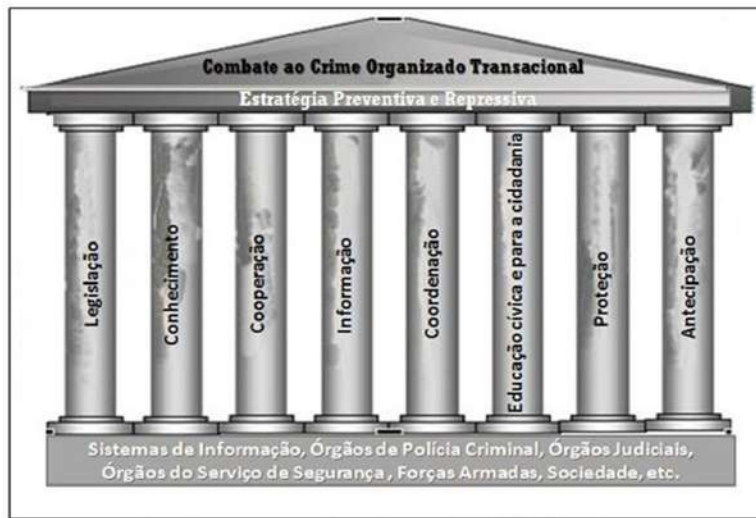 Combate ao Crime Organizado Transacional
Estratégia Preventiva e Repressiva
Legislação
Conhecimento
Cooperação
Informação
Coordenação
Educação cívica e para a cidadania
Proteção
Antecipação
Sistemas de Informação, Órgãos de Polícia Criminal, Órgãos Judiciais,
Órgãos do Serviço de Segurança , Forças Armadas, Sociedade, etc.